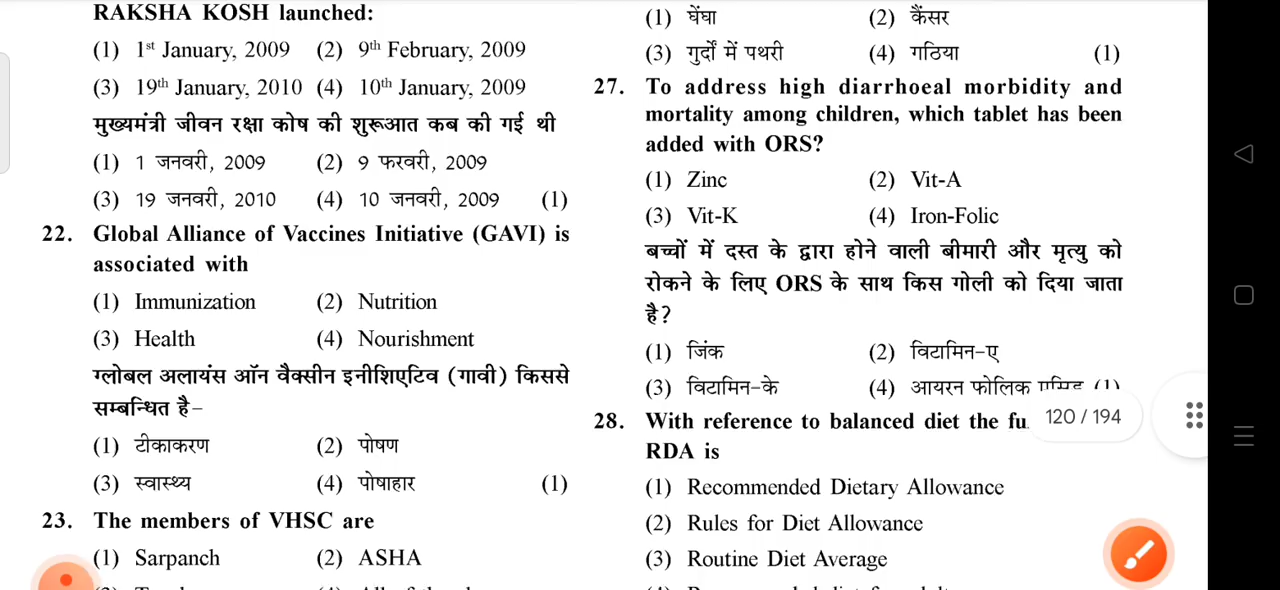 RAKSHA KOSH launched:
(1) 1st January, 2009 (2) 9th February, 2009
(3) 19th January, 2010 (4) 10th January, 2009
मुख्यमंत्री जीवन रक्षा कोष की शुरूआत कब की गई थी
(1) 1 जनवरी, 2009 (2) 9 फरवरी, 2009
(3) 19 जनवरी, 2010 (4) 10 जनवरी, 2009 (1)
22. Global Alliance of Vaccines Initiative (GAVI) is
associated with
(1) Immunization (2) Nutrition
(3) Health (4) Nourishment
ग्लोबल अलायंस ऑन वैक्सीन इनीशिएटिव (गावी) किससे
सम्बन्धित है-
(1) टीकाकरण (2) पोषण
(3) स्वास्थ्य (4) पोषाहार (1)
23. The members of VHSC are
(1) Sarpanch (2) ASHA
(1) घेंघा (2) कैंसर
(3) गुर्दों में पथरी (4) गठिया (1)
27. To address high diarrhoeal morbidity and
mortality among children, which tablet has been
added with ORS?
(1) Zinc (2) Vit-A
(3) Vit-K (4) Iron-Folic
बच्चों में दस्त के द्वारा होने वाली बीमारी और मृत्यु को
रोकने के लिए ORS के साथ किस गोली को दिया जाता
है?
(1) जिंक (2) विटामिन-ए
(3) विटामिन-के (4) आयरन फोलिक (1)
28. With reference to balanced diet the
RDA is
(1) Recommended Dietary Allowance
(2) Rules for Diet Allowance
(3) Routine Diet Average
120 / 194